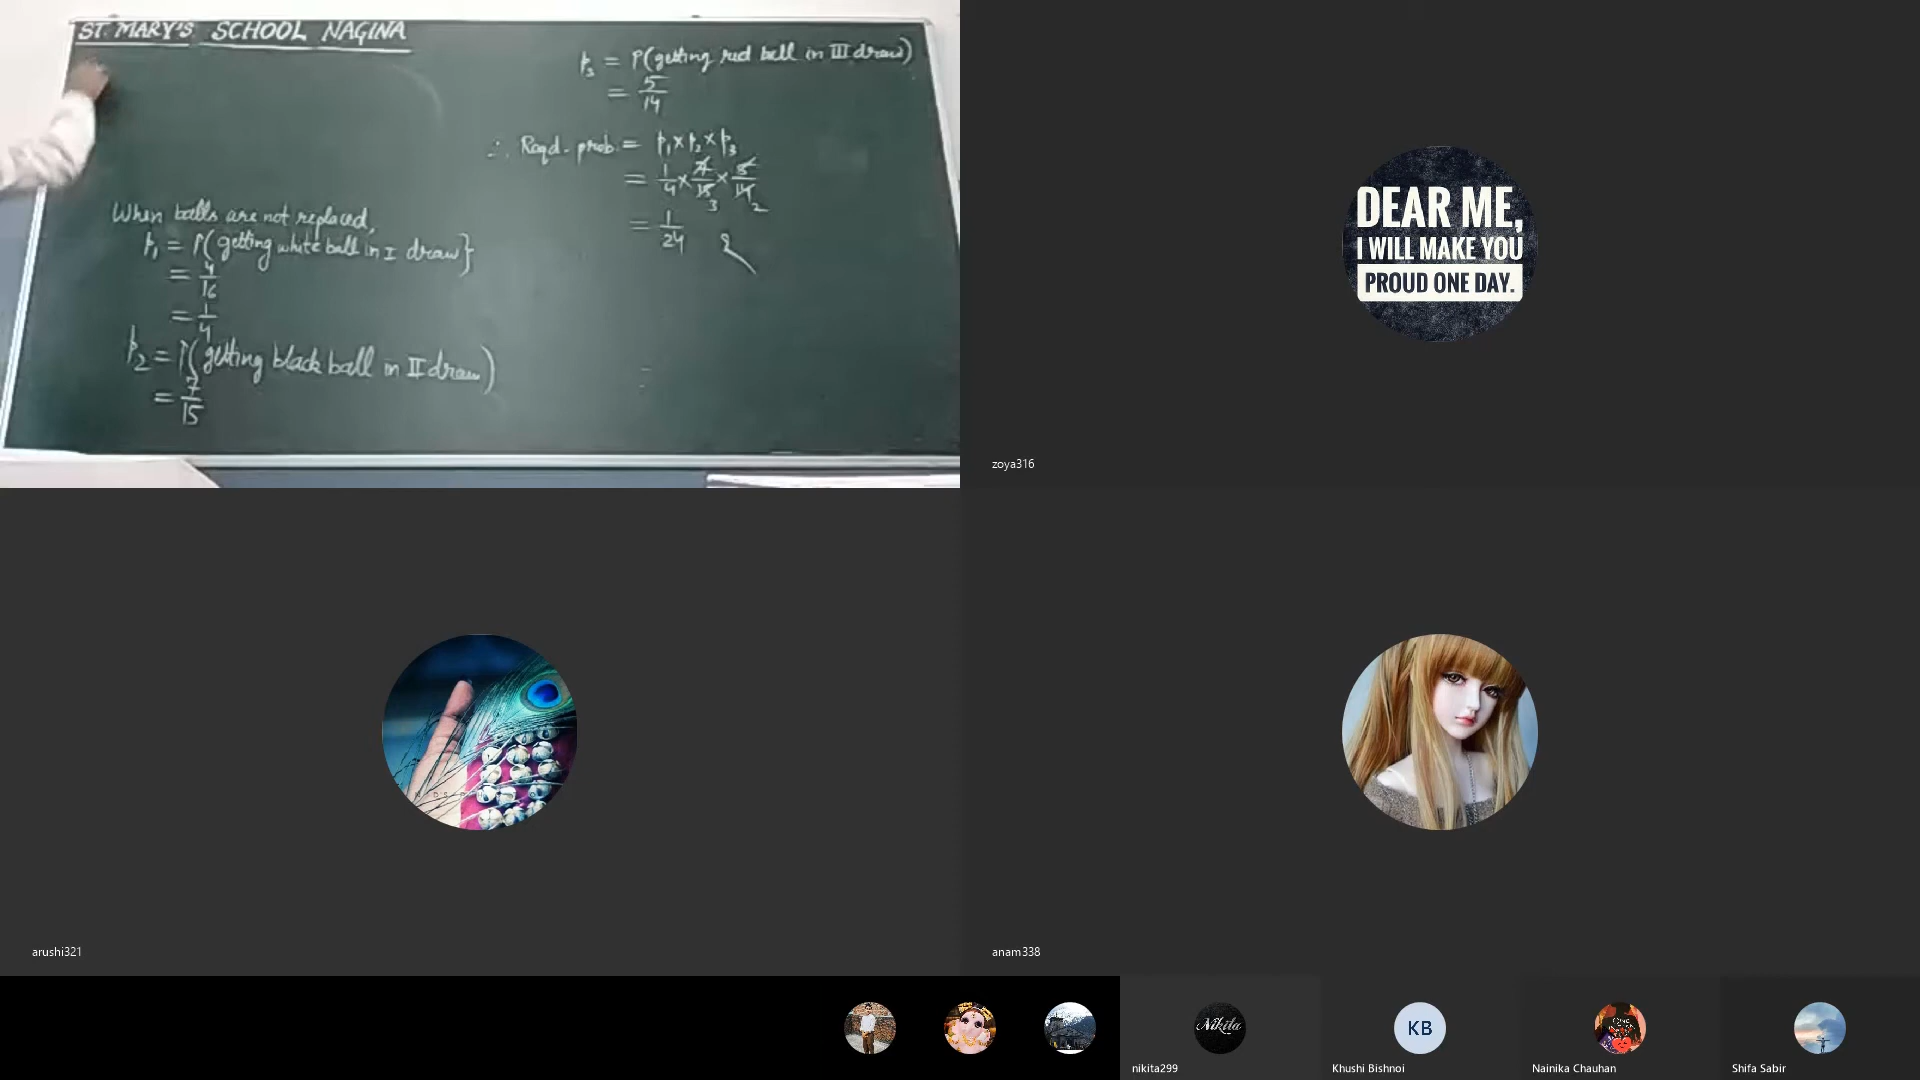 ST. MARY'S SCHOOL NAGINA
When balls are not replaced,
p₁ = P(getting white ball in I draw}
= 4/16
= 1/4
p₂ = P(getting black ball in II draw)
= 7/15
p₃ = P(getting red ball in III draw)
= 5/14
∴ Reqd. prob. = p₁ × p₂ × p₃
= 1/4 × 7/15 × 5/14
3 2
= 1/24
DEAR ME,
I WILL MAKE YOU
PROUD ONE DAY.
zoya316
arushi321
anam338
Nikita
nikita299
KB
Khushi Bishnoi
Nainika Chauhan
Shifa Sabir